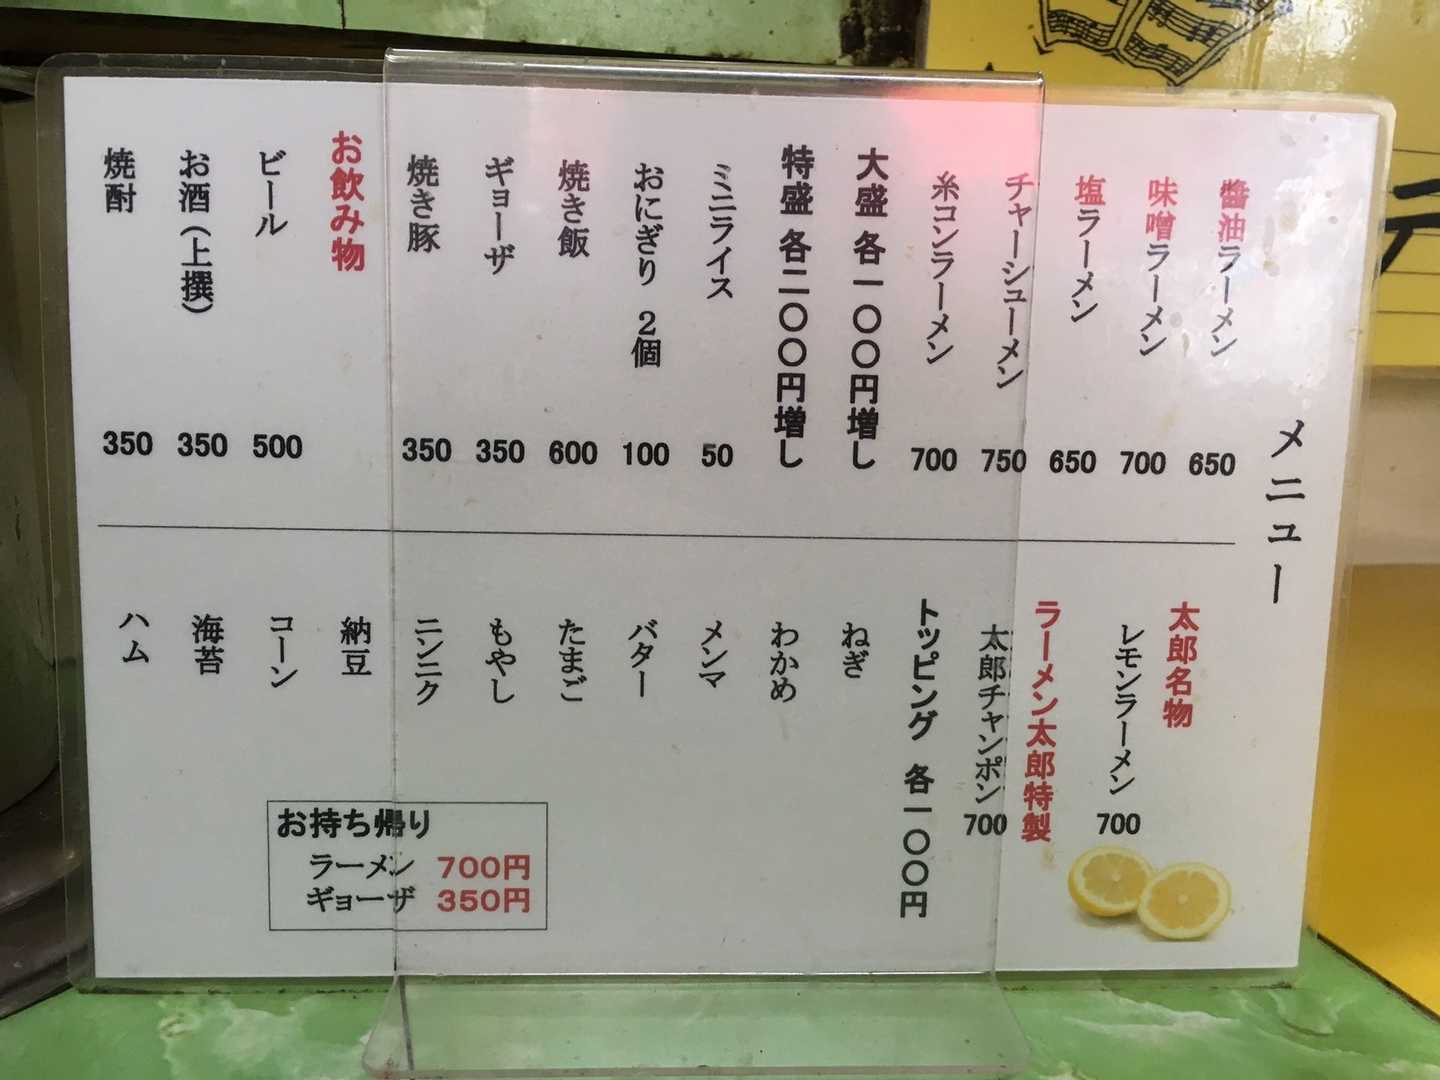 メニュー
醬油ラーメン 650
味噌ラーメン 700
塩ラーメン 650
チャーシューメン 750
糸コンラーメン 700
大盛 各一〇〇円増し
特盛 各二〇〇円増し
ミニライス 50
おにぎり 2個 100
焼き飯 600
ギョーザ 350
焼き豚 350
お飲み物
ビール 500
お酒(上撰) 350
焼酎 350
太郎名物
レモンラーメン 700
ラーメン太郎特製
太郎チャンポン 700
トッピング 各一〇〇円
ねぎ
わかめ
メンマ
バター
たまご
もやし
ニンニク
納豆
コーン
海苔
ハム
お持ち帰り
ラーメン 700円
ギョーザ 350円